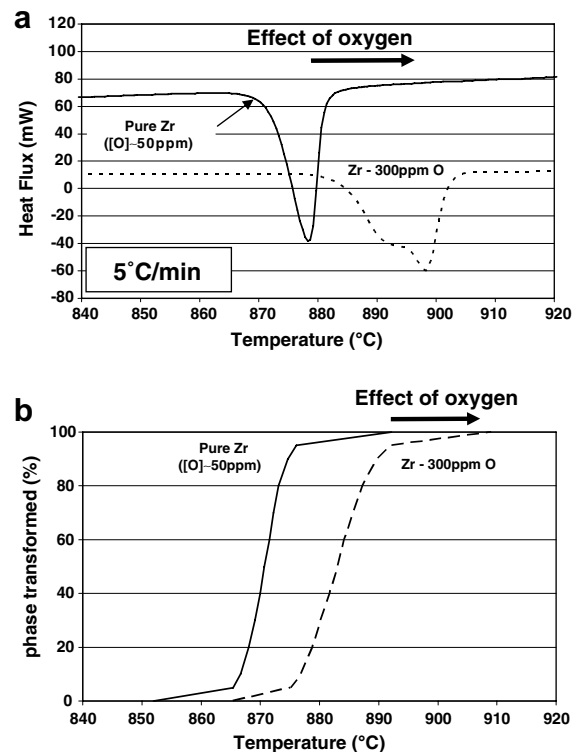 a
Effect of oxygen
120
100
80
60
40
20
0
-20
-40
-60
-80
Heat Flux (mW)
Pure Zr
([O]~50ppm)
Zr - 300ppm O
5˚C/min
840 850 860 870 880 890 900 910 920
Temperature (°C)
b
Effect of oxygen
100
80
60
40
20
0
phase transformed (%)
Pure Zr
([O]~50ppm)
Zr - 300ppm O
840 850 860 870 880 890 900 910 920
Temperature (°C)